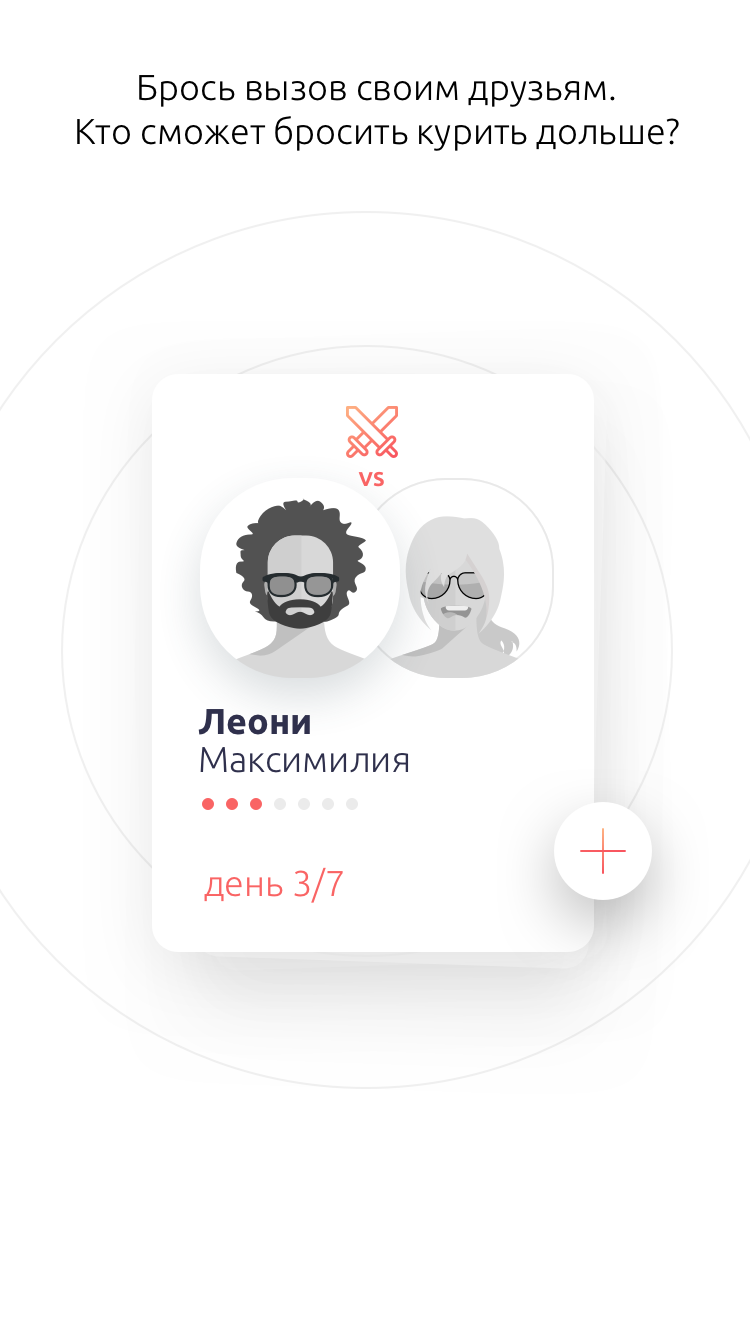 Брось вызов своим друзьям.
Кто сможет бросить курить дольше?
vs
Леони
Максимилия
день 3/7